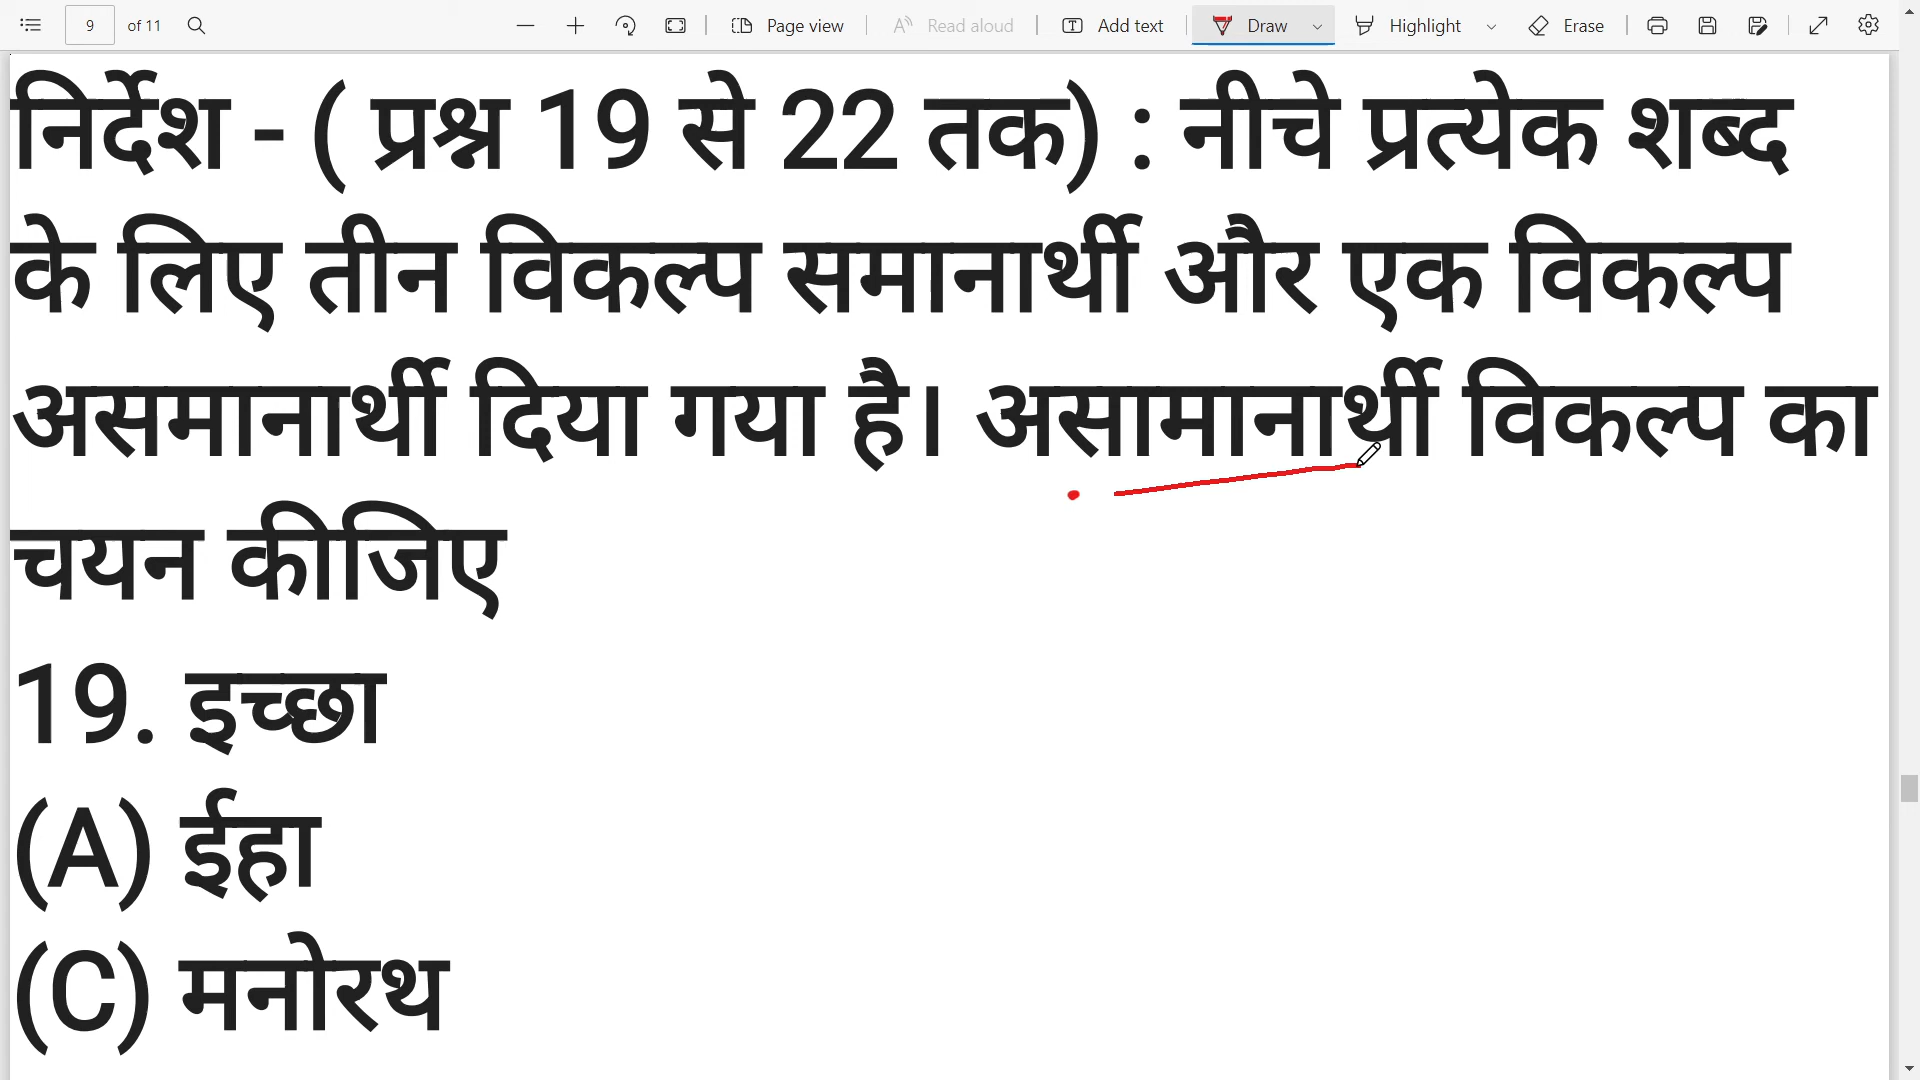 9 of 11 Page view Read aloud Add text Draw Highlight Erase
निर्देश - ( प्रश्न 19 से 22 तक) : नीचे प्रत्येक शब्द
के लिए तीन विकल्प समानार्थी और एक विकल्प
असमानार्थी दिया गया है। असामानार्थी विकल्प का
चयन कीजिए
19. इच्छा
(A) ईहा
(C) मनोरथ